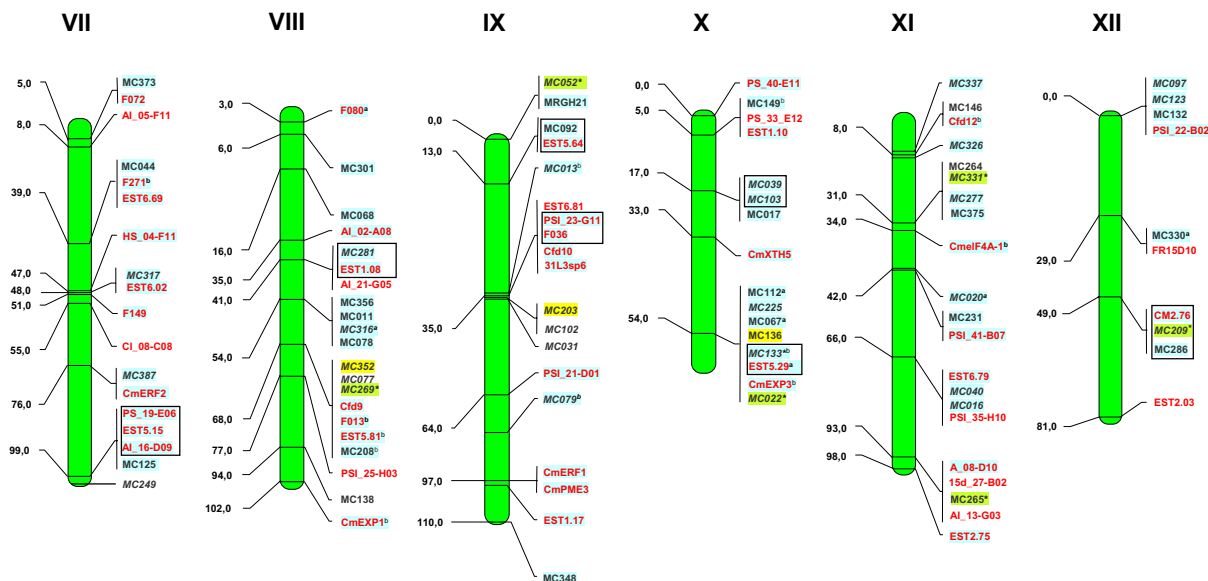 VII
5,0
8,0
39,0
47,0
48,0
51,0
55,0
76,0
99,0
MC373
F072
AI_05-F11
MC044
F271ᵇ
EST6.69
HS_04-F11
MC317
EST6.02
F149
CI_08-C08
MC387
CmERF2
PS_19-E06
EST5.15
AI_16-D09
MC125
MC249
VIII
3,0
6,0
16,0
35,0
41,0
54,0
68,0
77,0
94,0
102,0
F080ᵃ
MC301
MC068
AI_02-A08
MC281
EST1.08
AI_21-G05
MC356
MC011
MC316ᵃ
MC078
MC352
MC077
MC269*
Cfd9
F013ᵇ
EST5.81ᵇ
MC208ᵇ
PSI_25-H03
MC138
CmEXP1ᵇ
IX
0,0
13,0
35,0
64,0
97,0
110,0
MC052*
MRGH21
MC092
EST5.64
MC013ᵇ
EST6.81
PSI_23-G11
F036
Cfd10
31L3sp6
MC203
MC102
MC031
PSI_21-D01
MC079ᵇ
CmERF1
CmPME3
EST1.17
MC348
X
0,0
5,0
17,0
33,0
54,0
PS_40-E11
MC149ᵇ
PS_33_E12
EST1.10
MC039
MC103
MC017
CmXTH5
MC112ᵃ
MC225
MC067ᵃ
MC136
MC133ᵃᵇ
EST5.29ᵃ
CmEXP3ᵇ
MC022*
XI
8,0
31,0
34,0
42,0
66,0
93,0
98,0
MC337
MC146
Cfd12ᵇ
MC326
MC264
MC331*
MC277
MC375
CmeIF4A-1ᵇ
MC020ᵃ
MC231
PSI_41-B07
EST6.79
MC040
MC016
PSI_35-H10
A_08-D10
15d_27-B02
MC265*
AI_13-G03
EST2.75
XII
0,0
29,0
49,0
81,0
MC097
MC123
MC132
PSI_22-B02
MC330ᵃ
FR15D10
CM2.76
MC209*
MC286
EST2.03